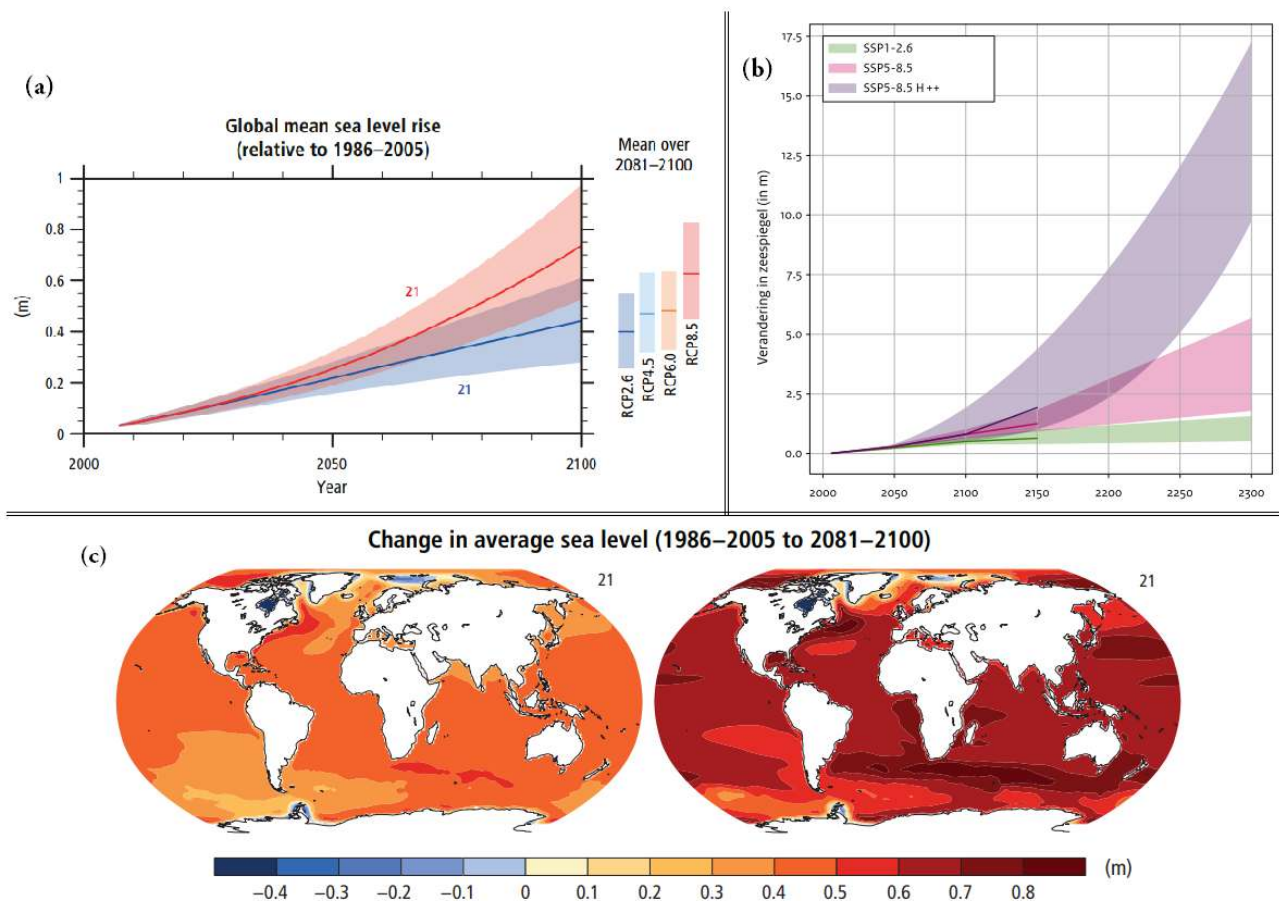 (a)
Global mean sea level rise
(relative to 1986–2005)
Mean over
2081–2100
1
0.8
0.6
0.4
0.2
0
(m)
21
21
2000
2050
2100
Year
RCP2.6
RCP4.5
RCP6.0
RCP8.5
(b)
SSP1-2.6
SSP5-8.5
SSP5-8.5 H ++
17.5
15.0
12.5
10.0
7.5
5.0
2.5
0.0
Verandering in zeespiegel (in m)
2000
2050
2100
2150
2200
2250
2300
(c)
Change in average sea level (1986–2005 to 2081–2100)
21
21
−0.4 −0.3 −0.2 −0.1 0 0.1 0.2 0.3 0.4 0.5 0.6 0.7 0.8
(m)